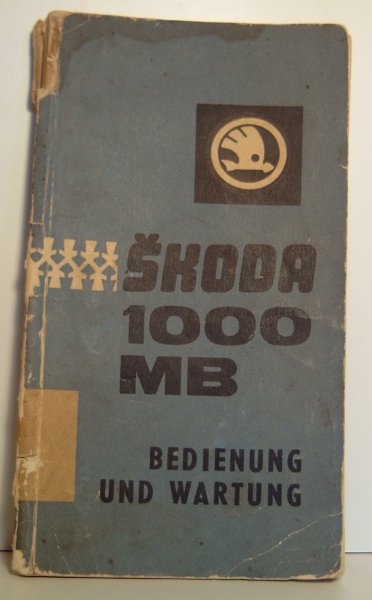 ŠKODA
1000
MB
BEDIENUNG
UND WARTUNG